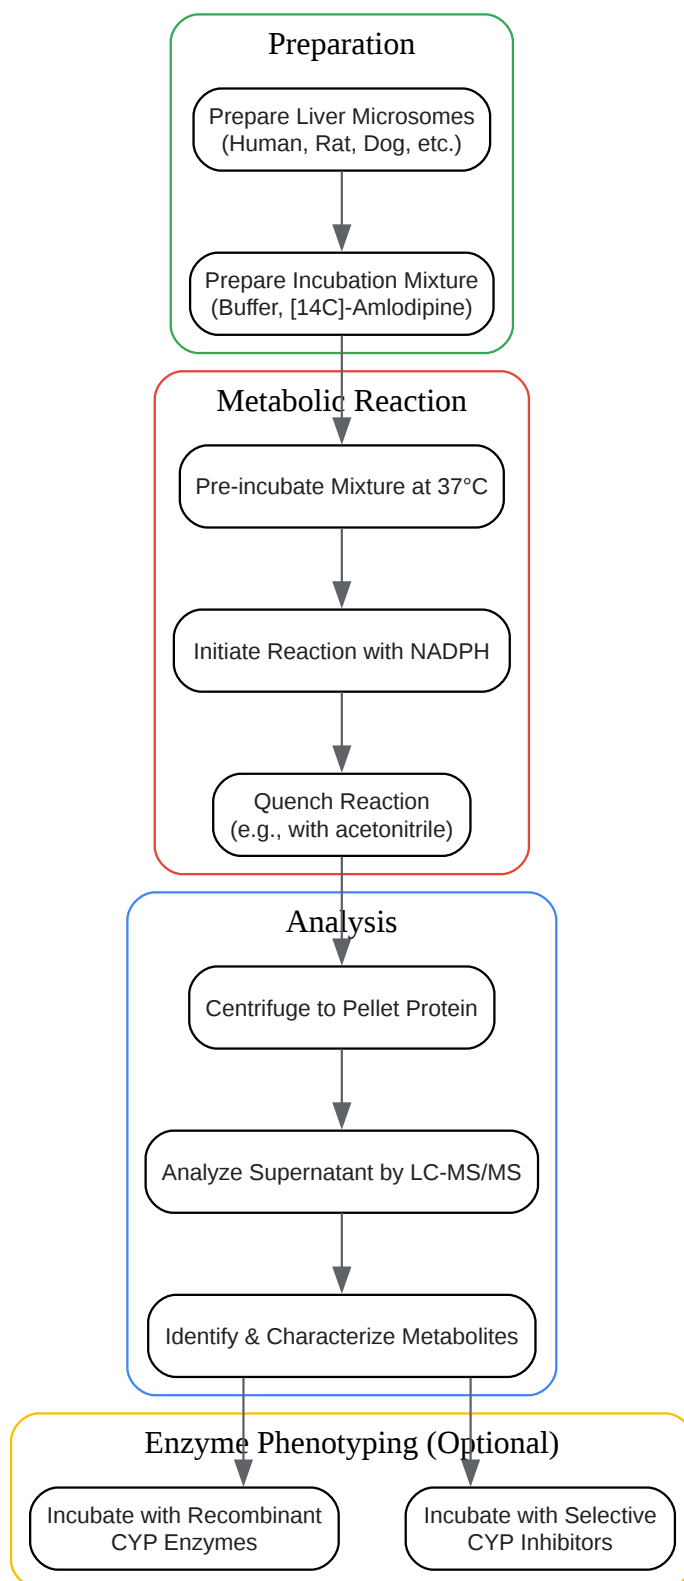 Preparation
Prepare Liver Microsomes
(Human, Rat, Dog, etc.)
Prepare Incubation Mixture
(Buffer, [14C]-Amlodipine)
Metabolic Reaction
Pre-incubate Mixture at 37°C
Initiate Reaction with NADPH
Quench Reaction
(e.g., with acetonitrile)
Analysis
Centrifuge to Pellet Protein
Analyze Supernatant by LC-MS/MS
Identify & Characterize Metabolites
Enzyme Phenotyping (Optional)
Incubate with Recombinant
CYP Enzymes
Incubate with Selective
CYP Inhibitors